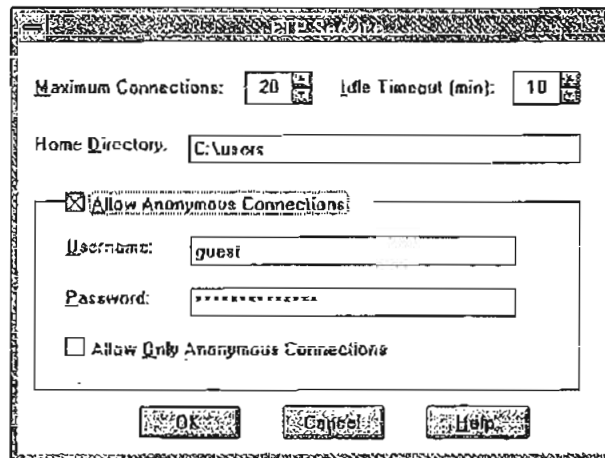 Maximum Connections: 20 Idle Timeout (min): 10
Home Directory: C:\users
Allow Anonymous Connections
Username: guest
Password: **************
Allow Only Anonymous Connections
OK Cancel Help